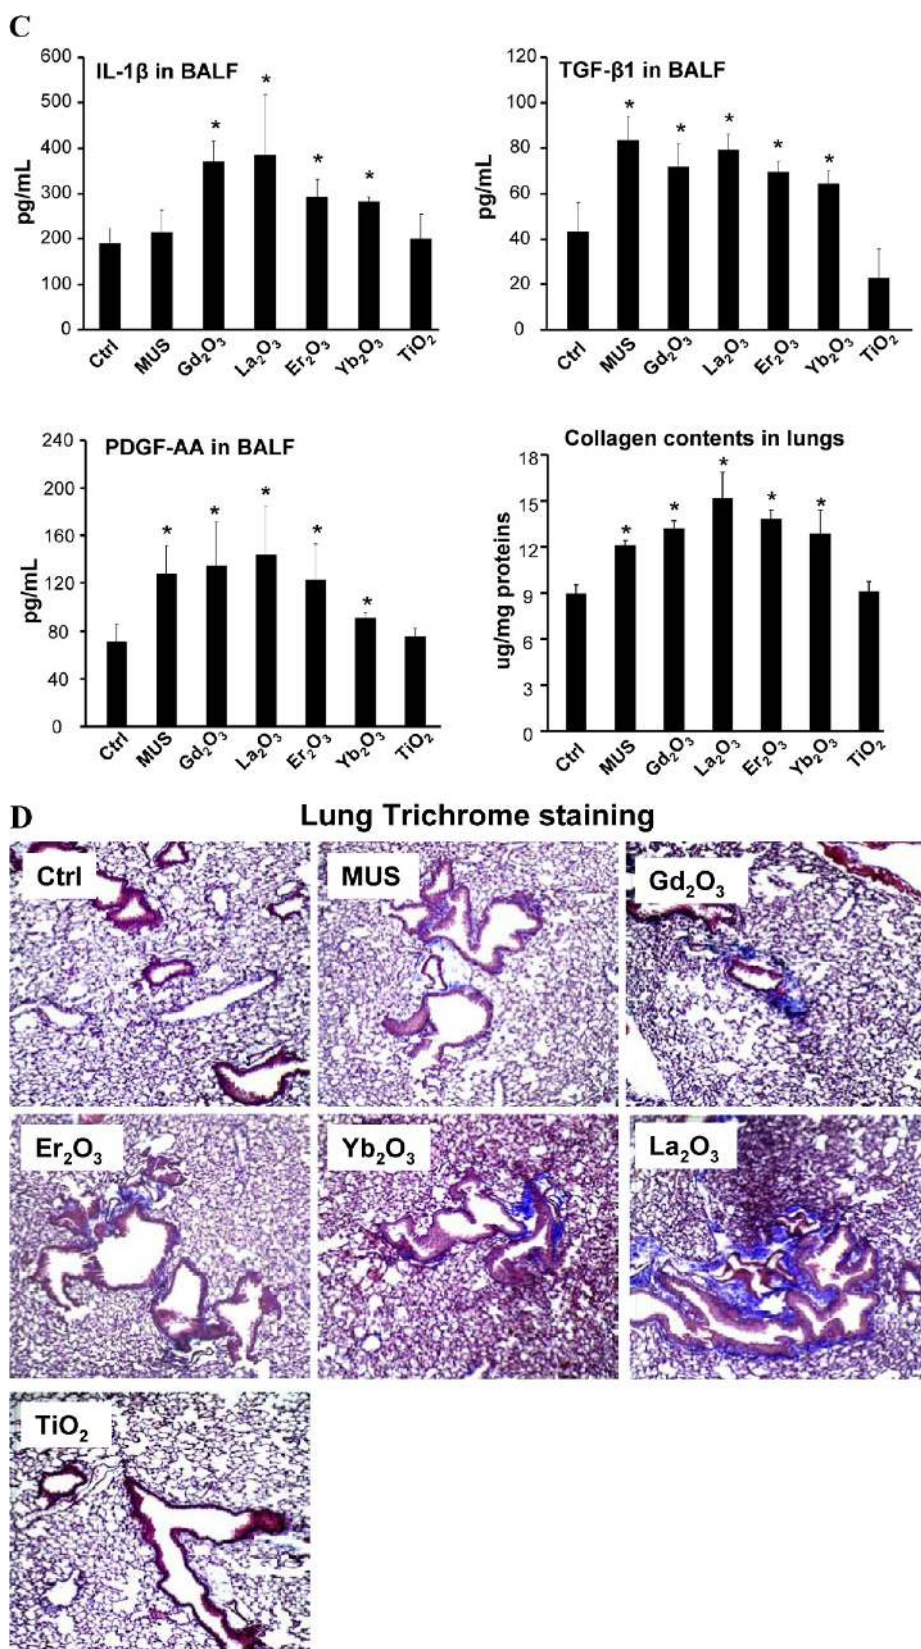 C
IL-1β in BALF
pg/mL
600
500
400
300
200
100
0
Ctrl
MUS
Gd₂O₃
La₂O₃
Er₂O₃
Yb₂O₃
TiO₂
*
*
*
*
TGF-β1 in BALF
pg/mL
120
100
80
60
40
20
0
Ctrl
MUS
Gd₂O₃
La₂O₃
Er₂O₃
Yb₂O₃
TiO₂
*
*
*
*
*
PDGF-AA in BALF
pg/mL
240
200
160
120
80
40
0
Ctrl
MUS
Gd₂O₃
La₂O₃
Er₂O₃
Yb₂O₃
TiO₂
*
*
*
*
*
Collagen contents in lungs
ug/mg proteins
18
15
12
9
6
3
0
Ctrl
MUS
Gd₂O₃
La₂O₃
Er₂O₃
Yb₂O₃
TiO₂
*
*
*
*
*
D
Lung Trichrome staining
Ctrl
MUS
Gd₂O₃
Er₂O₃
Yb₂O₃
La₂O₃
TiO₂